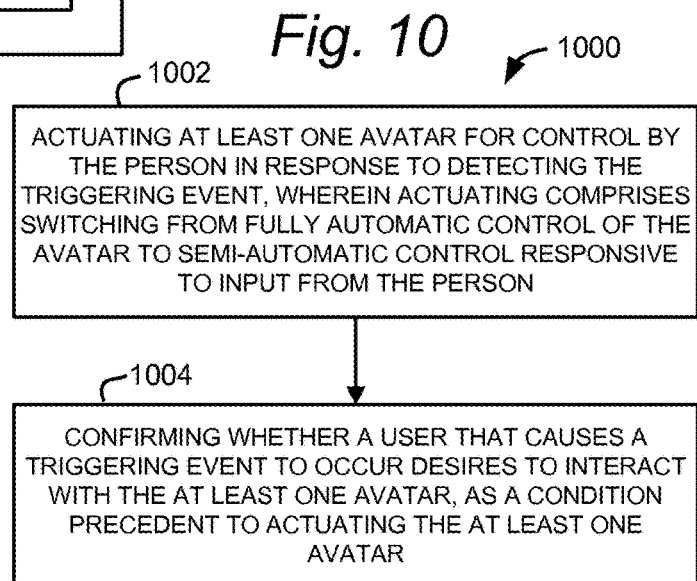 Fig. 10
1000
1002
ACTUATING AT LEAST ONE AVATAR FOR CONTROL BY
THE PERSON IN RESPONSE TO DETECTING THE
TRIGGERING EVENT, WHEREIN ACTUATING COMPRISES
SWITCHING FROM FULLY AUTOMATIC CONTROL OF THE
AVATAR TO SEMI-AUTOMATIC CONTROL RESPONSIVE
TO INPUT FROM THE PERSON
1004
CONFIRMING WHETHER A USER THAT CAUSES A
TRIGGERING EVENT TO OCCUR DESIRES TO INTERACT
WITH THE AT LEAST ONE AVATAR, AS A CONDITION
PRECEDENT TO ACTUATING THE AT LEAST ONE
AVATAR